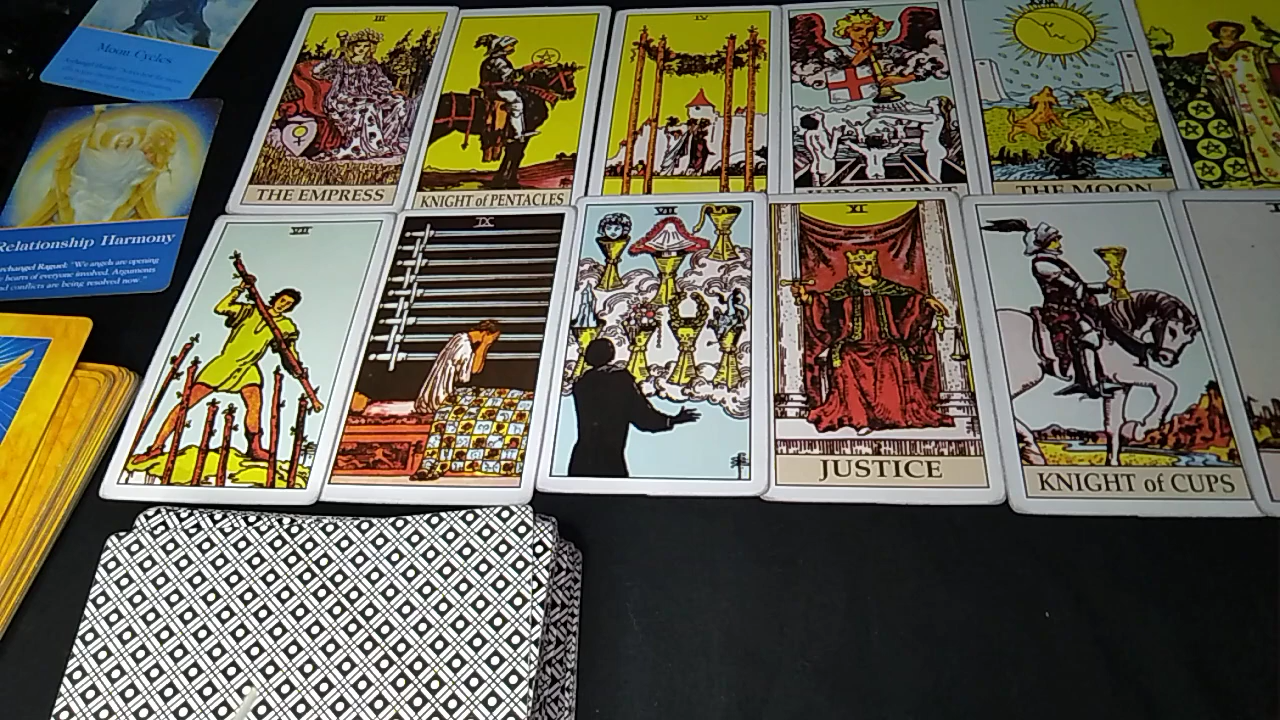 Moon Cycles
III
THE EMPRESS
KNIGHT of PENTACLES
IV
THE MOON
Relationship Harmony
Archangel Raguel: "We angels are opening
hearts of everyone involved. Arguments
and conflicts are being resolved now."
VII
IX
VII
XI
JUSTICE
KNIGHT of CUPS